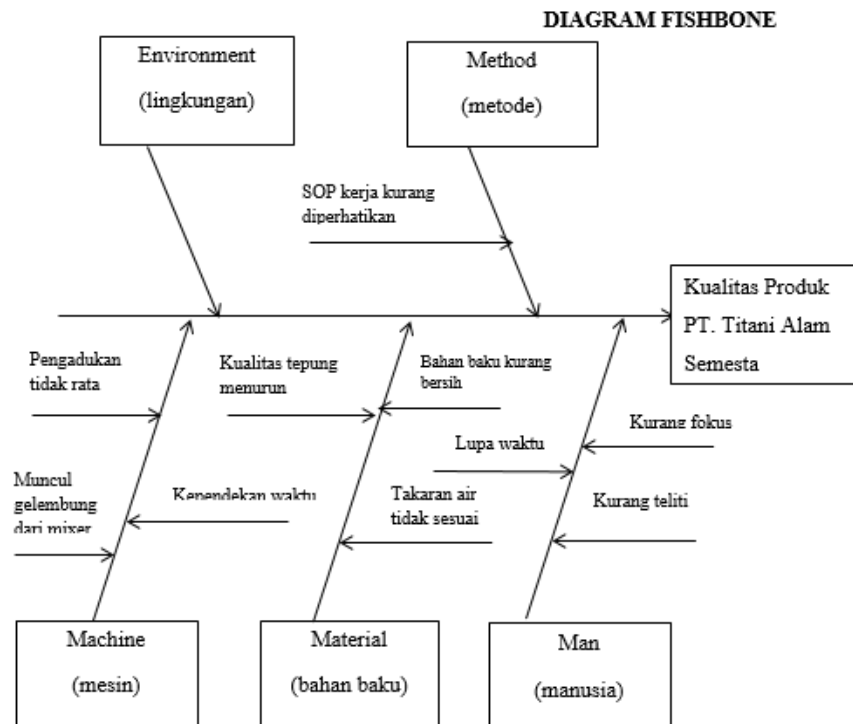 DIAGRAM FISHBONE
Environment
(lingkungan)
Method
(metode)
SOP kerja kurang
diperhatikan
Kualitas Produk
PT. Titani Alam
Semesta
Pengadukan
tidak rata
Kualitas tepung
menurun
Bahan baku kurang
bersih
Kurang fokus
Lupa waktu
Muncul
gelembung
dari mixer
Kependekan waktu
Takaran air
tidak sesuai
Kurang teliti
Machine
(mesin)
Material
(bahan baku)
Man
(manusia)